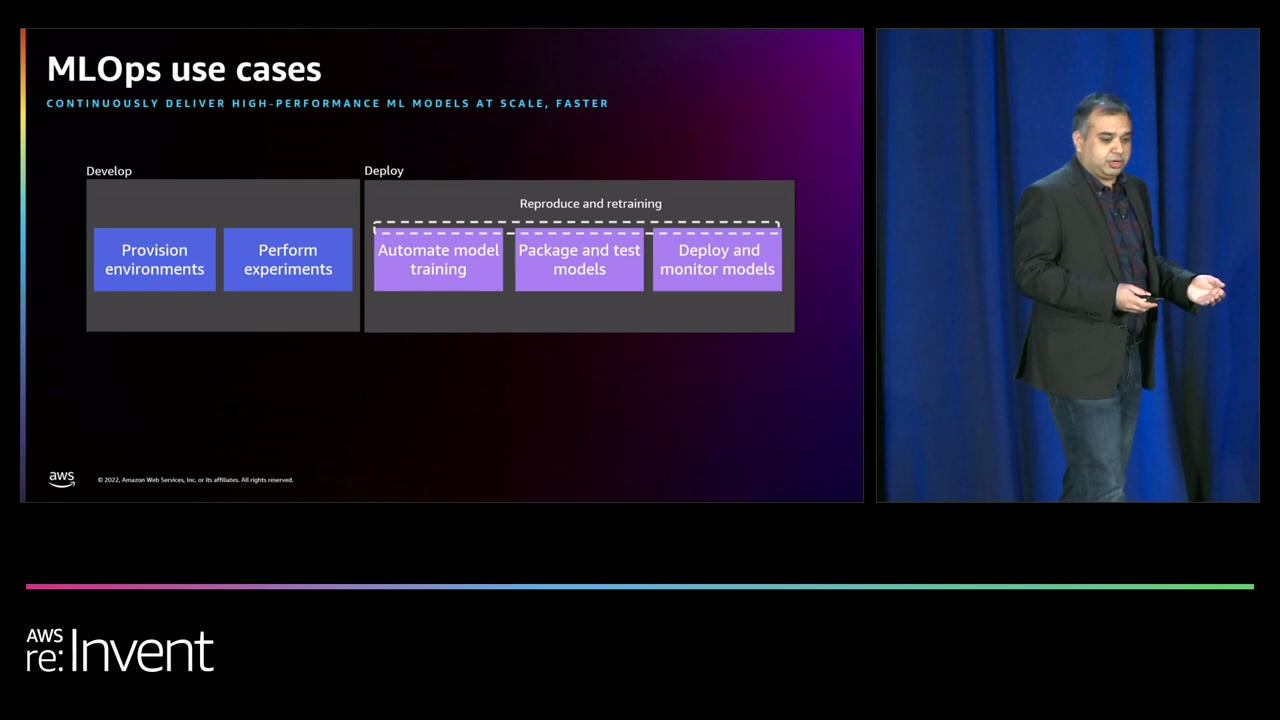 MLOps use cases
CONTINUOUSLY DELIVER HIGH-PERFORMANCE ML MODELS AT SCALE, FASTER
Develop
Deploy
Reproduce and retraining
Provision
environments
Perform
experiments
Automate model
training
Package and test
models
Deploy and
monitor models
aws
© 2022, Amazon Web Services, Inc. or its affiliates. All rights reserved.
AWS
re:Invent